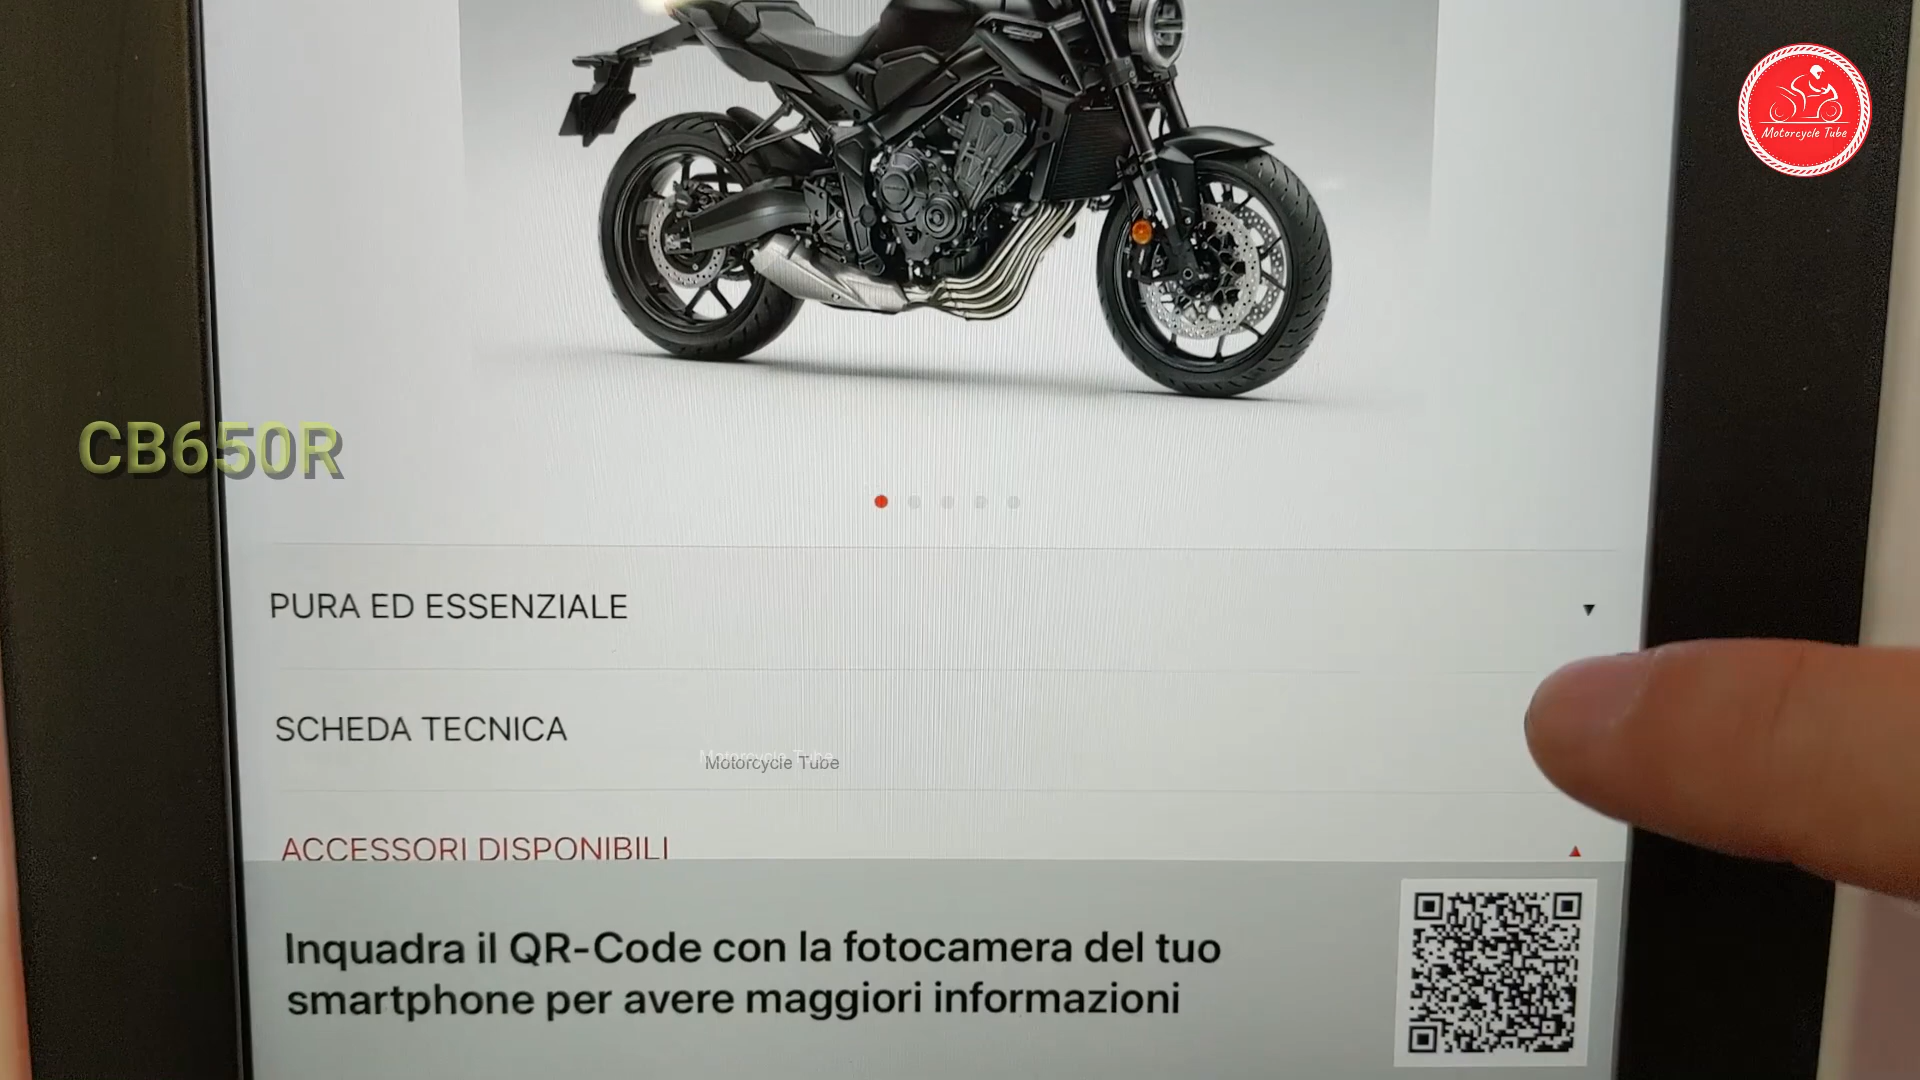 Motorcycle Tube
CB650R
PURA ED ESSENZIALE
SCHEDA TECNICA
Motorcycle Tube
ACCESSORI DISPONIBILI
Inquadra il QR-Code con la fotocamera del tuo
smartphone per avere maggiori informazioni